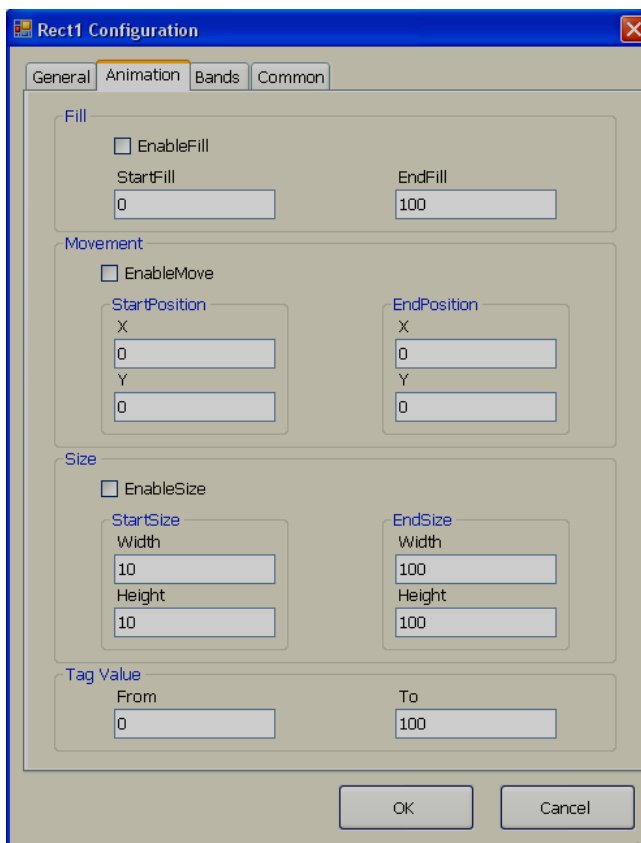 Rect1 Configuration
General Animation Bands Common
Fill
EnableFill
StartFill EndFill
0 100
Movement
EnableMove
StartPosition EndPosition
X X
0 0
Y Y
0 0
Size
EnableSize
StartSize EndSize
Width Width
10 100
Height Height
10 100
Tag Value
From To
0 100
OK Cancel